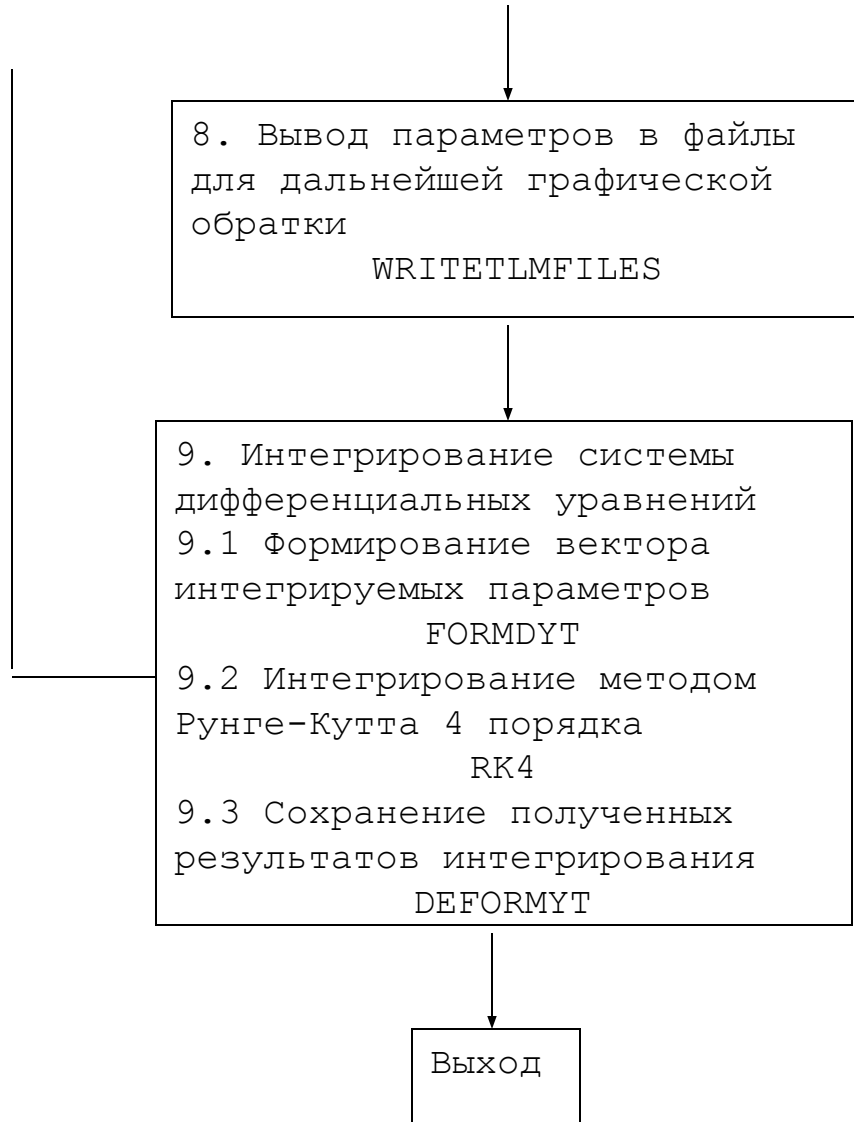 8. Вывод параметров в файлы
для дальнейшей графической
обратки
WRITETLMFILES
9. Интегрирование системы
дифференциальных уравнений
9.1 Формирование вектора
интегрируемых параметров
FORMDYT
9.2 Интегрирование методом
Рунге-Кутта 4 порядка
RK4
9.3 Сохранение полученных
результатов интегрирования
DEFORMYT
Выход